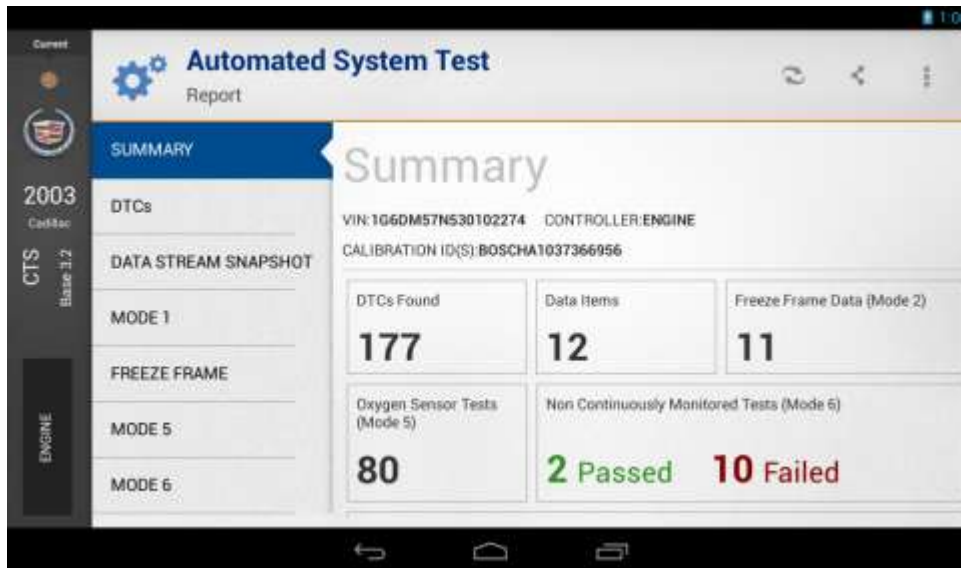 1:0
Current
2003
Cadillac
CTS
Base 3.2
ENGINE
Automated System Test
Report
SUMMARY
DTCs
DATA STREAM SNAPSHOT
MODE 1
FREEZE FRAME
MODE 5
MODE 6
Summary
VIN:1G6DM57N530102274 CONTROLLER:ENGINE
CALIBRATION ID(S):BOSCHA1037366956
DTCs Found
177
Data Items
12
Freeze Frame Data (Mode 2)
11
Oxygen Sensor Tests
(Mode 5)
80
Non Continuously Monitored Tests (Mode 6)
2 Passed 10 Failed